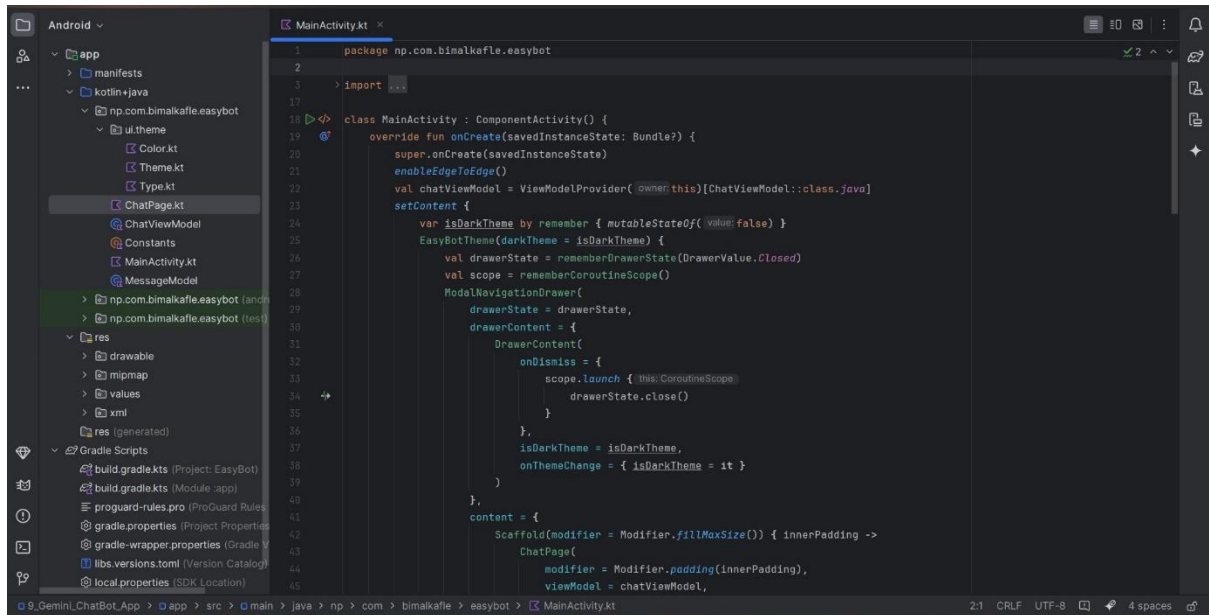 Android
app
manifests
kotlin+java
np.com.bimalkafle.easybot
ui.theme
Color.kt
Theme.kt
Type.kt
ChatPage.kt
ChatViewModel
Constants
MainActivity.kt
MessageModel
np.com.bimalkafle.easybot (andr
np.com.bimalkafle.easybot (test)
res
drawable
mipmap
values
xml
res (generated)
Gradle Scripts
build.gradle.kts (Project: EasyBot)
build.gradle.kts (Module :app)
proguard-rules.pro (ProGuard Rules
gradle.properties (Project Properties
gradle-wrapper.properties (Gradle V
libs.versions.toml (Version Catalog)
local.properties (SDK Location)
MainActivity.kt
2
1 package np.com.bimalkafle.easybot
2
3 import ...
17
18 class MainActivity : ComponentActivity() {
19 override fun onCreate(savedInstanceState: Bundle?) {
20 super.onCreate(savedInstanceState)
21 enableEdgeToEdge()
22 val chatViewModel = ViewModelProvider( owner: this)[ChatViewModel::class.java]
23 setContent {
24 var isDarkTheme by remember { mutableStateOf( value: false) }
25 EasyBotTheme(darkTheme = isDarkTheme) {
26 val drawerState = rememberDrawerState(DrawerValue.Closed)
27 val scope = rememberCoroutineScope()
28 ModalNavigationDrawer(
29 drawerState = drawerState,
30 drawerContent = {
31 DrawerContent(
32 onDismiss = {
33 scope.launch { this: CoroutineScope
34 drawerState.close()
35 }
36 },
37 isDarkTheme = isDarkTheme,
38 onThemeChange = { isDarkTheme = it }
39 )
40 },
41 content = {
42 Scaffold(modifier = Modifier.fillMaxSize()) { innerPadding ->
43 ChatPage(
44 modifier = Modifier.padding(innerPadding),
45 viewModel = chatViewModel,
9_Gemini_ChatBot_App > app > src > main > java > np > com > bimalkafle > easybot > MainActivity.kt
2:1 CRLF UTF-8 4 spaces